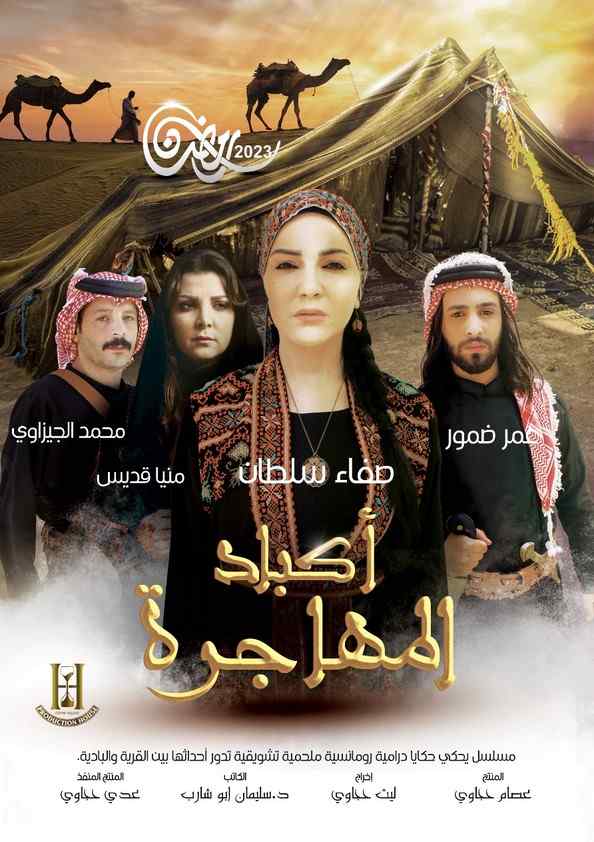 رمضان 2023
عمر ضمور
محمد الجيزاوي
صفاء سلطان
منيا قديس
أكباد
المهاجرة
H
PRODUCTION HOUSE
مسلسل يحكي حكايا درامية رومانسية ملحمية تشويقية تدور أحداثها بين القرية والبادية.
المنتج
إخراج
الكاتب
المنتج المنفذ
عصام حجاوي
ليث حجاوي
د.سليمان أبو شارب
عدي حجاوي